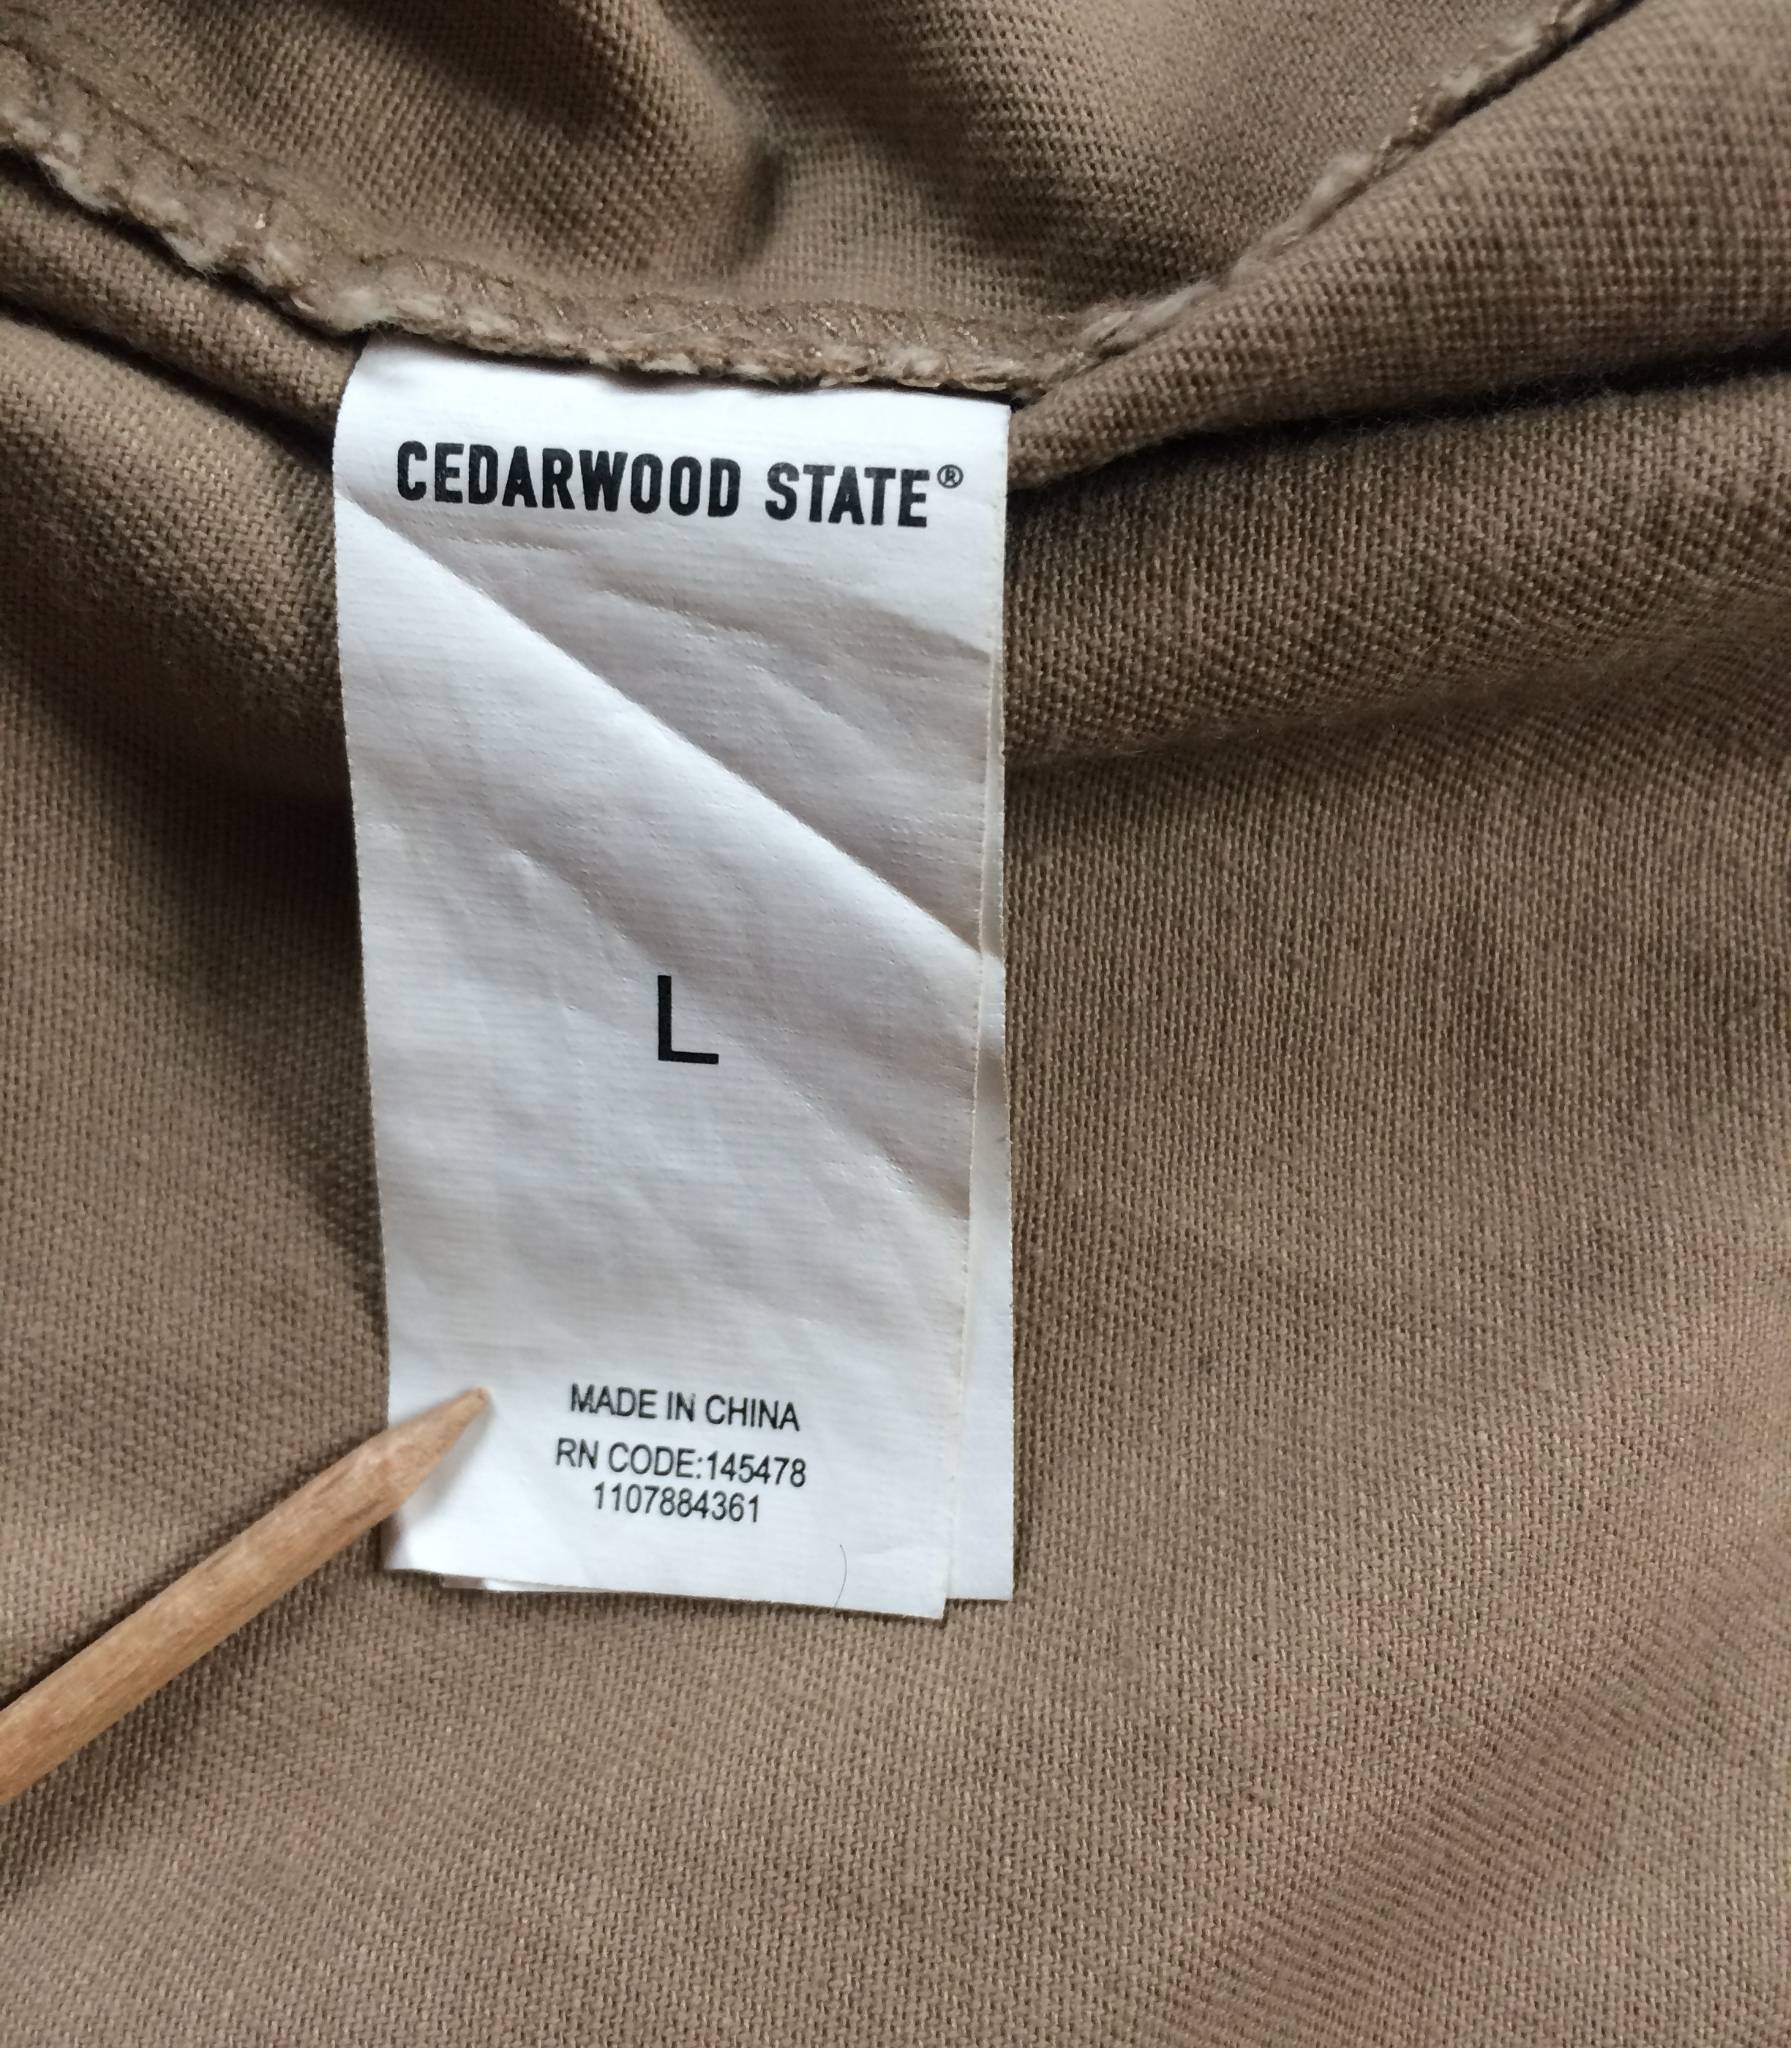 CEDARWOOD STATE®
L
MADE IN CHINA
RN CODE:145478
1107884361